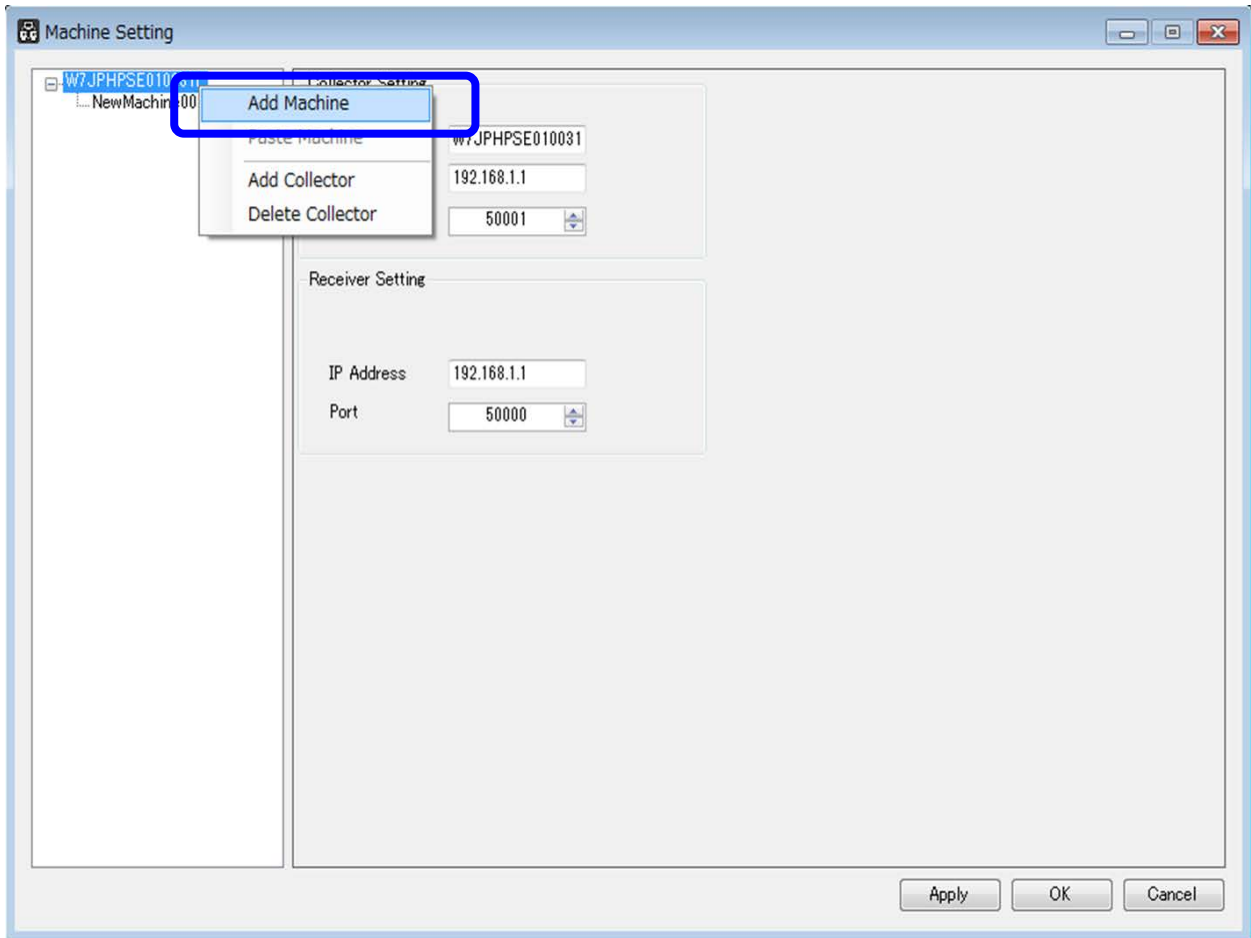 Machine Setting
W7JPHPSE010031
NewMachine00
Collector Setting
Add Machine
Paste Machine
Add Collector
Delete Collector
W7JPHPSE010031
192.168.1.1
50001
Receiver Setting
IP Address 192.168.1.1
Port 50000
Apply OK Cancel